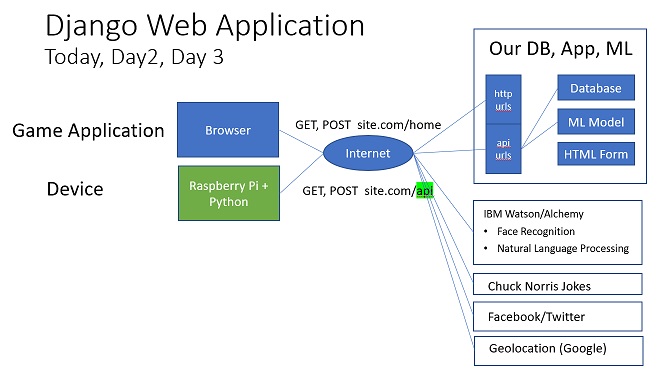 Django Web Application
Today, Day2, Day 3
Our DB, App, ML
http
urls
Database
Game Application
Browser
GET, POST  site.com/home
ML Model
api
urls
Internet
HTML Form
Device
Raspberry Pi +
Python
GET, POST  site.com/api
IBM Watson/Alchemy
• Face Recognition
• Natural Language Processing
Chuck Norris Jokes
Facebook/Twitter
Geolocation (Google)